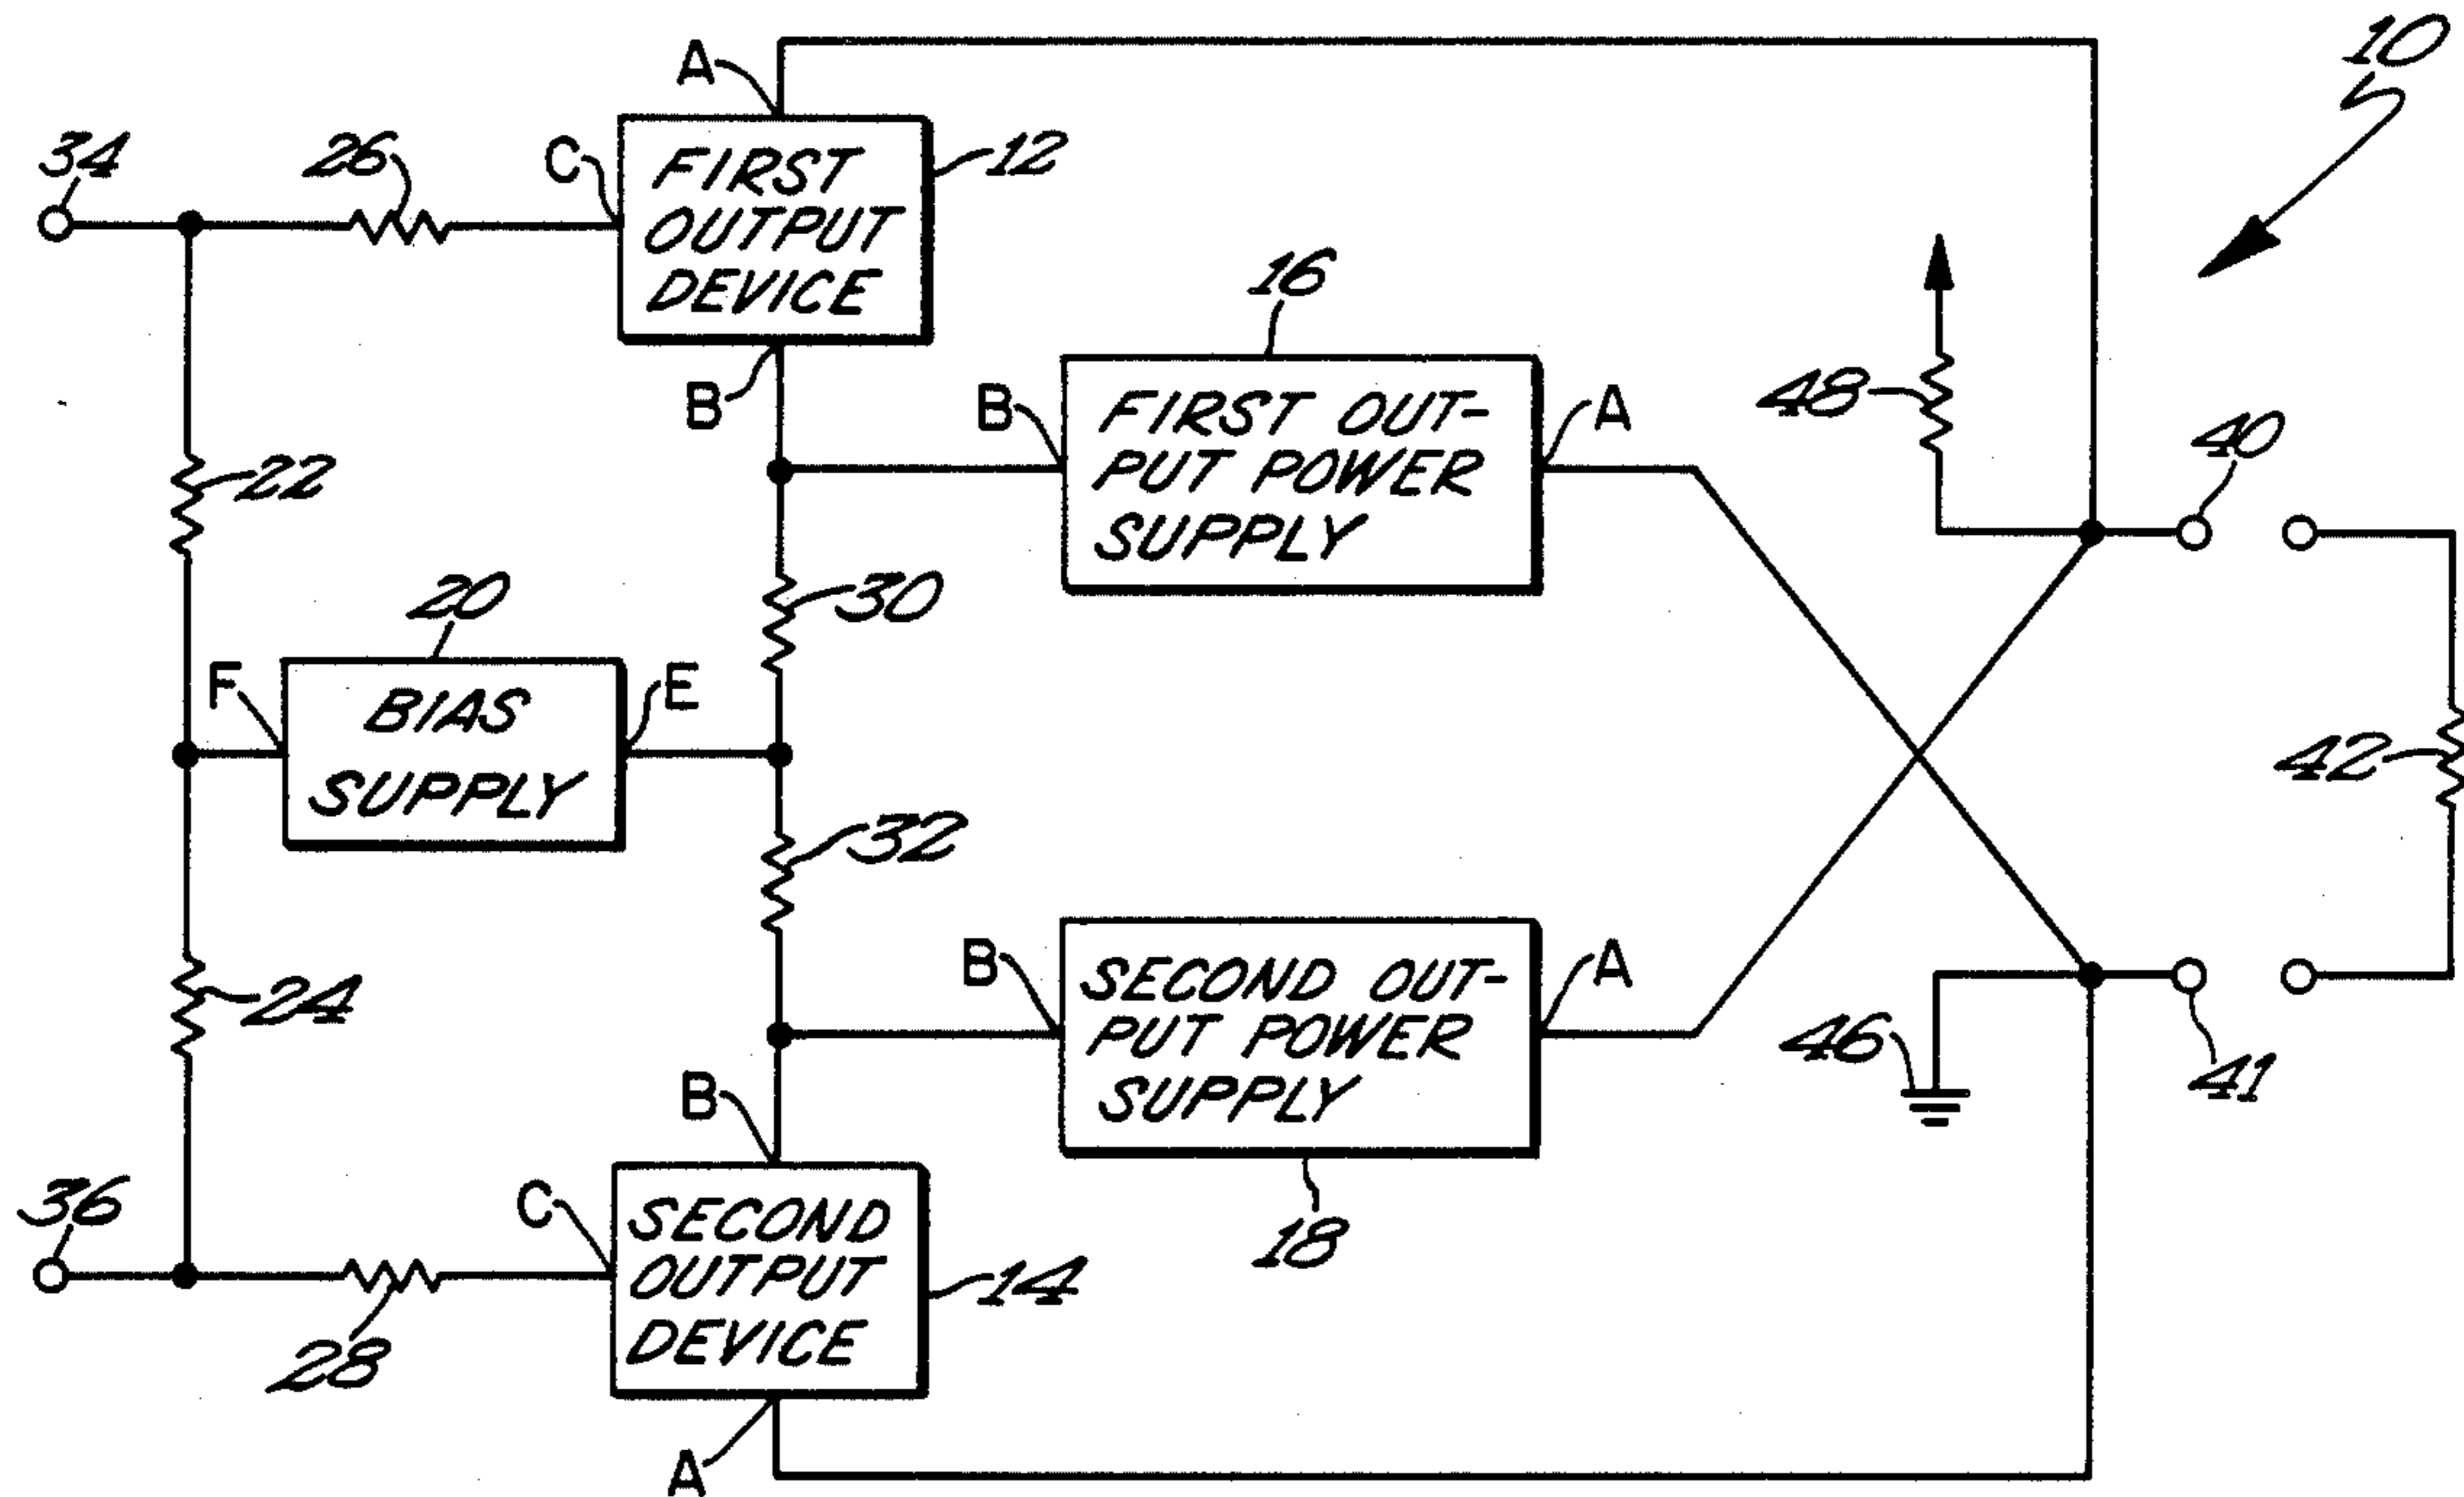 10
A
34
26
C
FIRST
OUTPUT
DEVICE
12
B
16
B
FIRST OUT-
PUT POWER
SUPPLY
A
48
40
22
30
20
F
BIAS
SUPPLY
E
32
42
24
B
SECOND OUT-
PUT POWER
SUPPLY
A
18
46
41
B
36
C
SECOND
OUTPUT
DEVICE
14
28
A